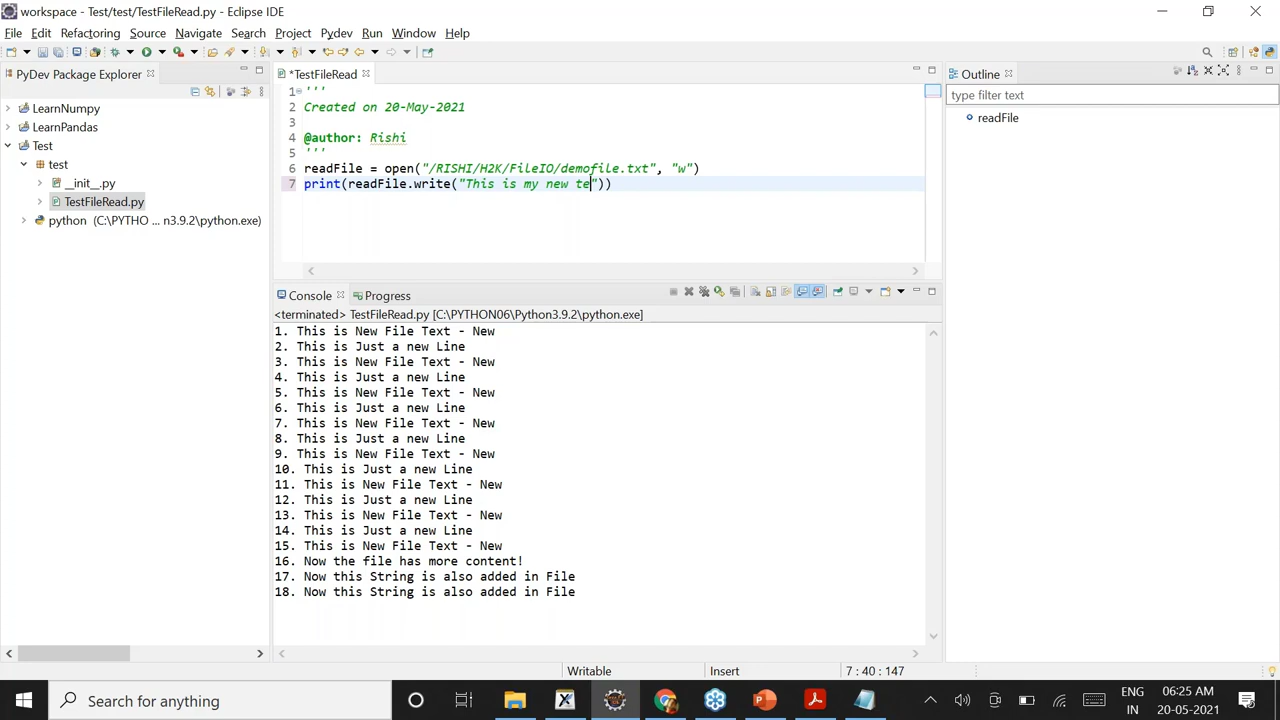 workspace - Test/test/TestFileRead.py - Eclipse IDE
File Edit Refactoring Source Navigate Search Project Pydev Run Window Help
PyDev Package Explorer
LearnNumpy
LearnPandas
Test
test
__init__.py
TestFileRead.py
python (C:\PYTHO ... n3.9.2\python.exe)
*TestFileRead
1 '''
2 Created on 20-May-2021
3
4 @author: Rishi
5 '''
6 readFile = open("/RISHI/H2K/FileIO/demofile.txt", "w")
7 print(readFile.write("This is my new te"))
Console Progress
<terminated> TestFileRead.py [C:\PYTHON06\Python3.9.2\python.exe]
1. This is New File Text - New
2. This is Just a new Line
3. This is New File Text - New
4. This is Just a new Line
5. This is New File Text - New
6. This is Just a new Line
7. This is New File Text - New
8. This is Just a new Line
9. This is New File Text - New
10. This is Just a new Line
11. This is New File Text - New
12. This is Just a new Line
13. This is New File Text - New
14. This is Just a new Line
15. This is New File Text - New
16. Now the file has more content!
17. Now this String is also added in File
18. Now this String is also added in File
Outline
type filter text
readFile
Writable Insert 7 : 40 : 147
Search for anything
ENG
IN
06:25 AM
20-05-2021